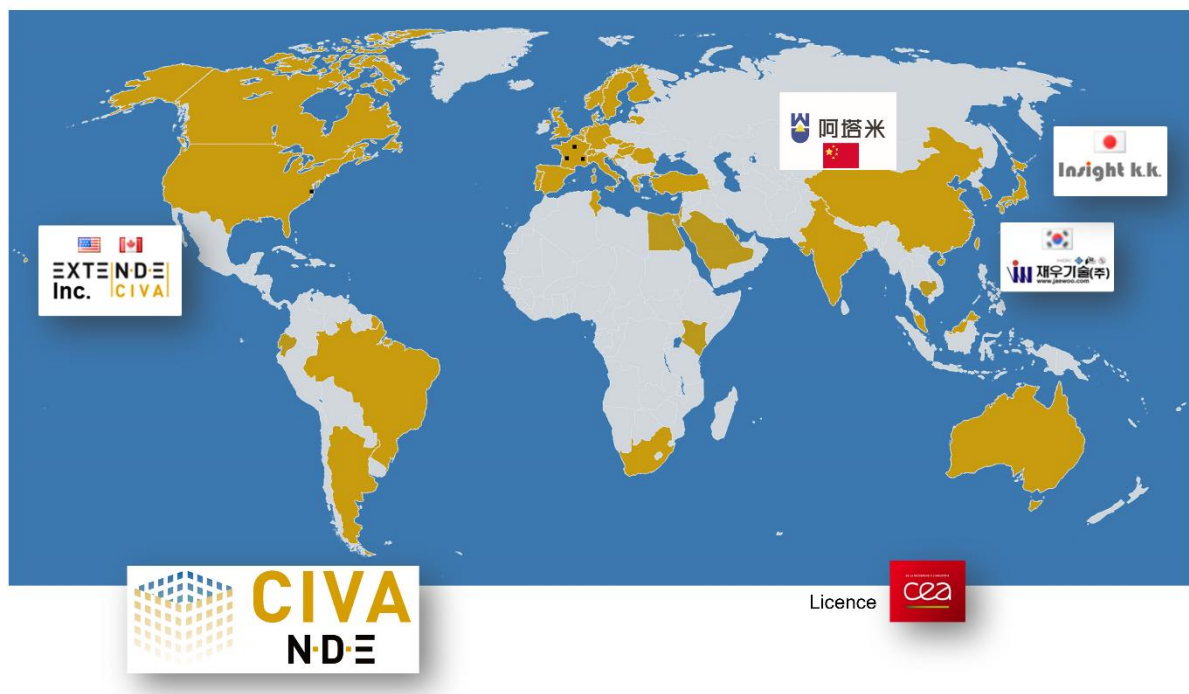 阿塔米
Insight k.k.
EXTE|N·D·E|
Inc. |CIVA|
재우기술(주)
www.jaewoo.com
CIVA
N·D·E
Licence
cea